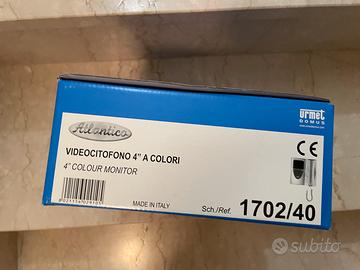 Atlantico
urmet
DOMUS
CE
VIDEOCITOFONO 4" A COLORI
4" COLOUR MONITOR
MADE IN ITALY
Sch./Ref. 1702/40
subito